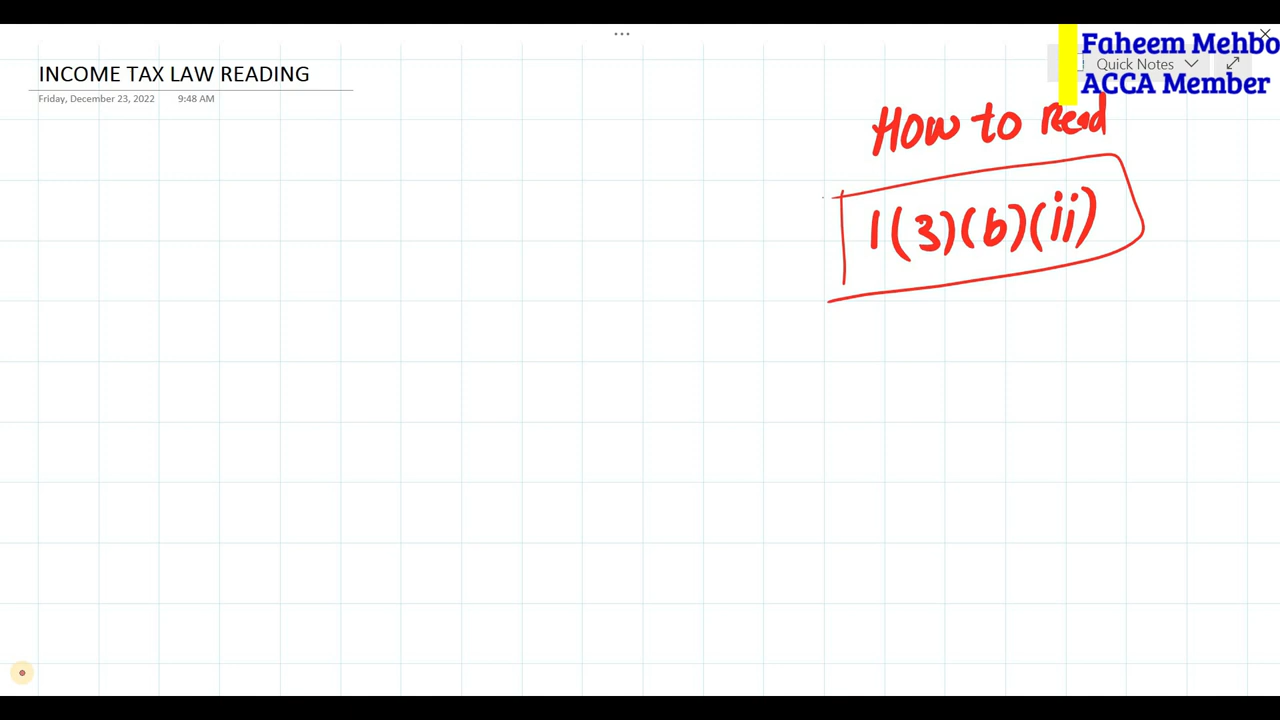 Faheem Mehbo
INCOME TAX LAW READING
Quick Notes
ACCA Member
Friday, December 23, 2022 9:48 AM
How to Read
1(3)(b)(ii)